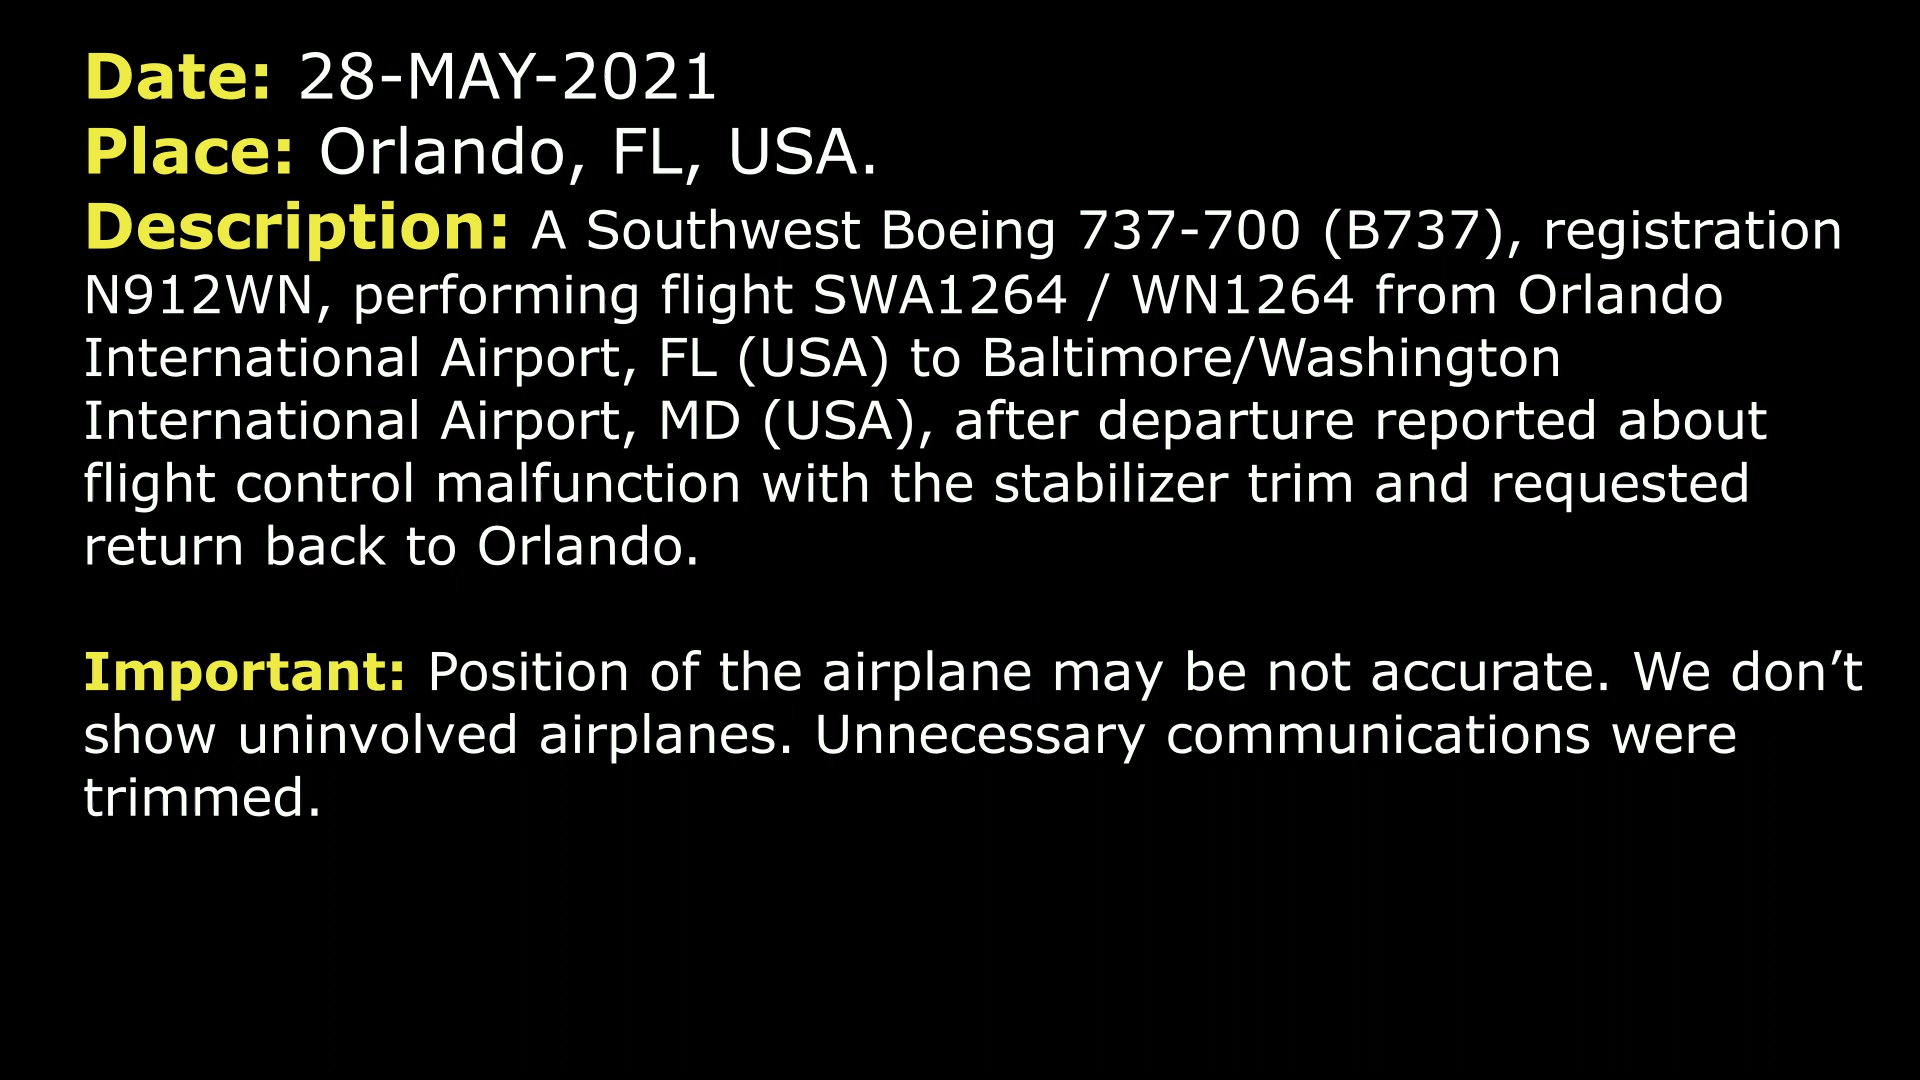 Date: 28-MAY-2021
Place: Orlando, FL, USA.
Description: A Southwest Boeing 737-700 (B737), registration
N912WN, performing flight SWA1264 / WN1264 from Orlando
International Airport, FL (USA) to Baltimore/Washington
International Airport, MD (USA), after departure reported about
flight control malfunction with the stabilizer trim and requested
return back to Orlando.
Important: Position of the airplane may be not accurate. We don’t
show uninvolved airplanes. Unnecessary communications were
trimmed.